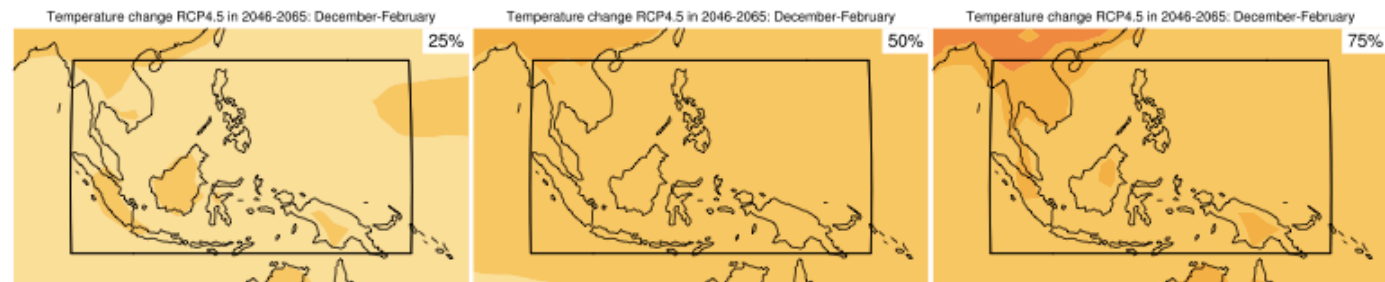 Temperature change RCP4.5 in 2046-2065: December-February
25%
Temperature change RCP4.5 in 2046-2065: December-February
50%
Temperature change RCP4.5 in 2046-2065: December-February
75%